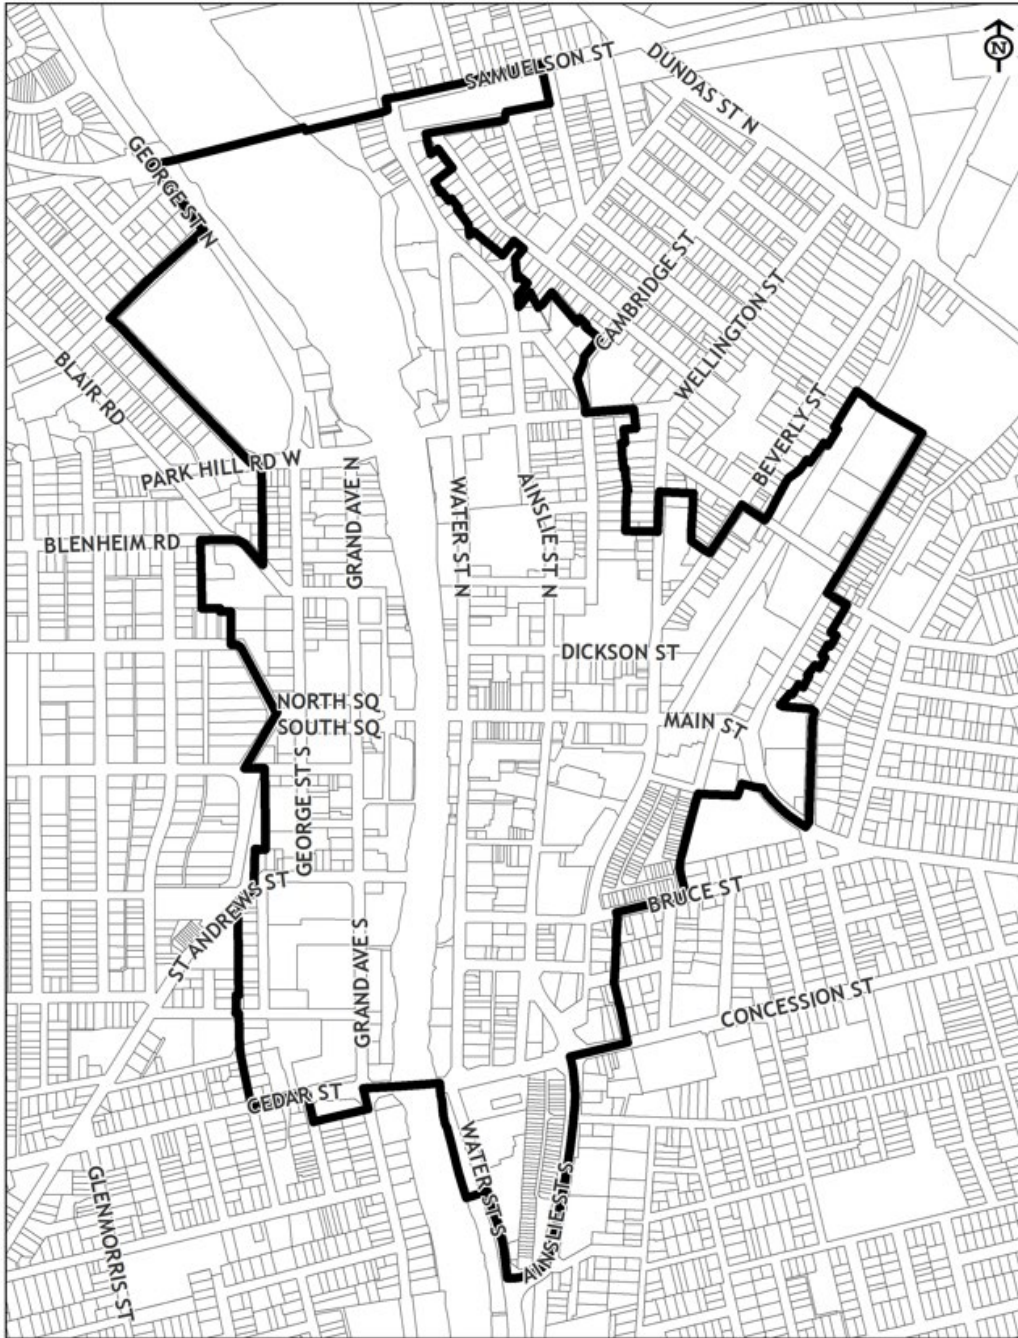 SAMUELSON ST
DUNDAS ST N
N
GEORGE ST N
CAMBRIDGE ST
WELLINGTON ST
BLAIR RD
BEVERLY ST
PARK HILL RD W
GRAND AVE N
WATER ST N
AINSLIE ST N
BLENHEIM RD
DICKSON ST
NORTH SQ
SOUTH SQ
MAIN ST
GEORGE ST S
ST ANDREWS ST
BRUCE ST
GRAND AVE S
CONCESSION ST
CEDAR ST
WATER ST S
AINSLIE ST S
GLENMORRIS ST